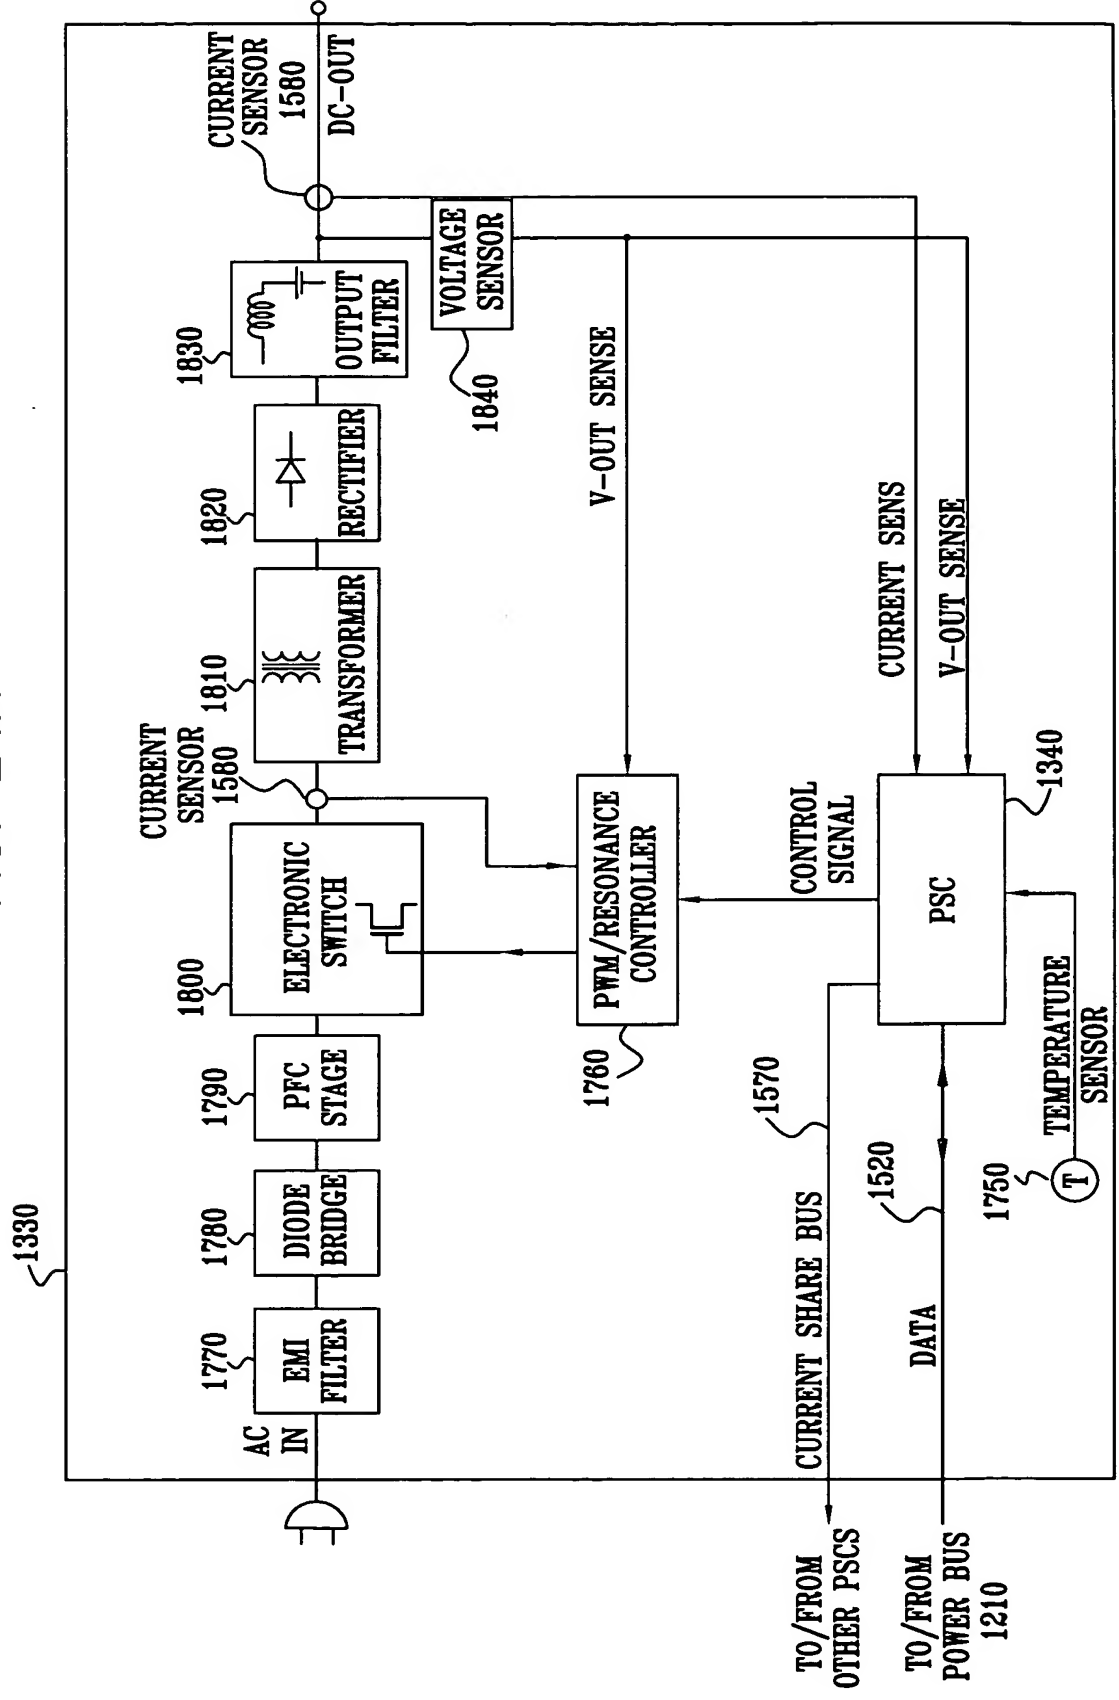 1330
AC
IN
1770
EMI
FILTER
1780
DIODE
BRIDGE
1790
PFC
STAGE
1800
ELECTRONIC
SWITCH
CURRENT
SENSOR
1580
1810
TRANSFORMER
1820
RECTIFIER
1830
OUTPUT
FILTER
CURRENT
SENSOR
1580
DC-OUT
VOLTAGE
SENSOR
1840
V-OUT SENSE
PWM/RESONANCE
CONTROLLER
1760
CONTROL
SIGNAL
CURRENT SENS
V-OUT SENSE
PSC
1340
1570
CURRENT SHARE BUS
TO/FROM
OTHER PSCS
1520
DATA
TO/FROM
POWER BUS
1210
1750
T
TEMPERATURE
SENSOR